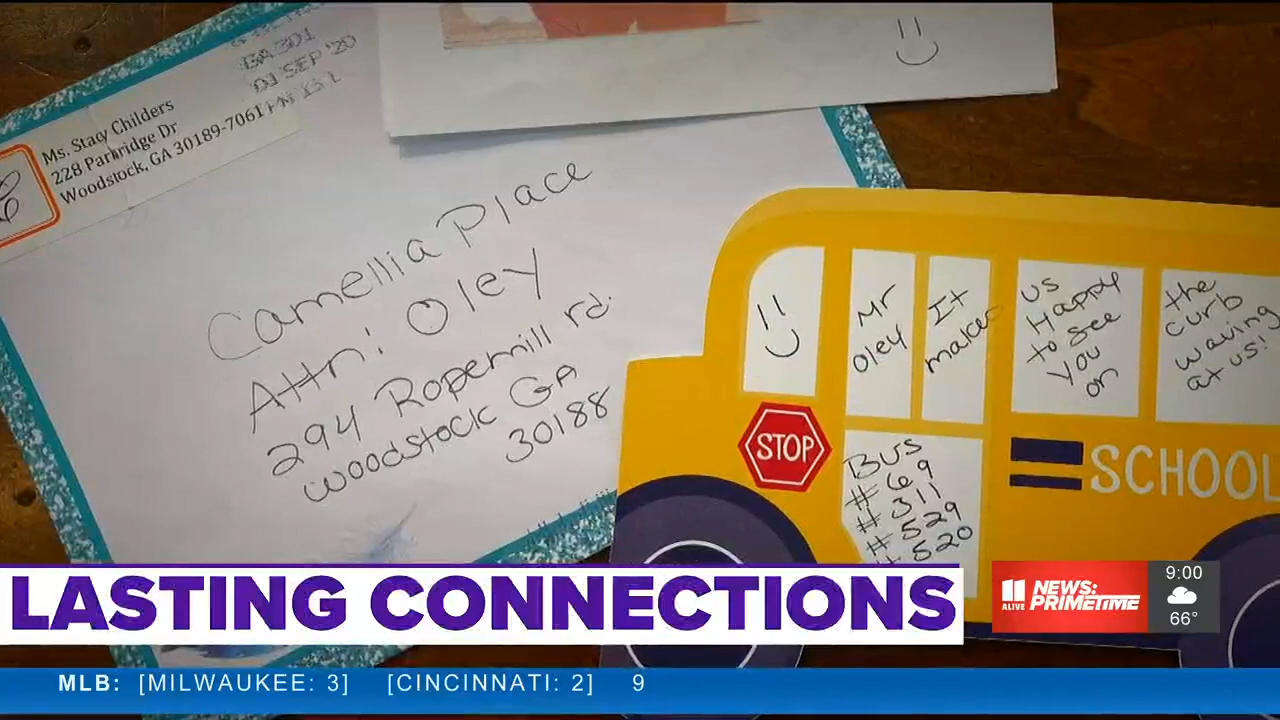 GA 301
01 SEP '20
Ms. Stacy Childers
228 Parkridge Dr
Woodstock, GA 30189-7061
Camellia Place
Attn: Oley
294 Ropemill rd.
Woodstock GA
30188
Mr
Oley
It
makes
us
Happy
to see
you
on
the
curb
waving
at us!
STOP
SCHOOL
BUS
# 69
# 311
# 529
# 520
LASTING CONNECTIONS
11 ALIVE NEWS: PRIMETIME
9:00
66°
MLB: [MILWAUKEE: 3] [CINCINNATI: 2] 9